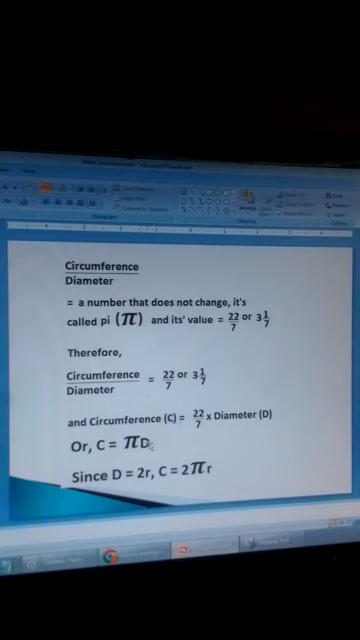 Circumference
Diameter
= a number that does not change, it's
called pi (π) and its' value = 22/7 or 3 1/7
Therefore,
Circumference/Diameter = 22/7 or 3 1/7
and Circumference (C) = 22/7 x Diameter (D)
Or, C = πD
Since D = 2r, C = 2πr